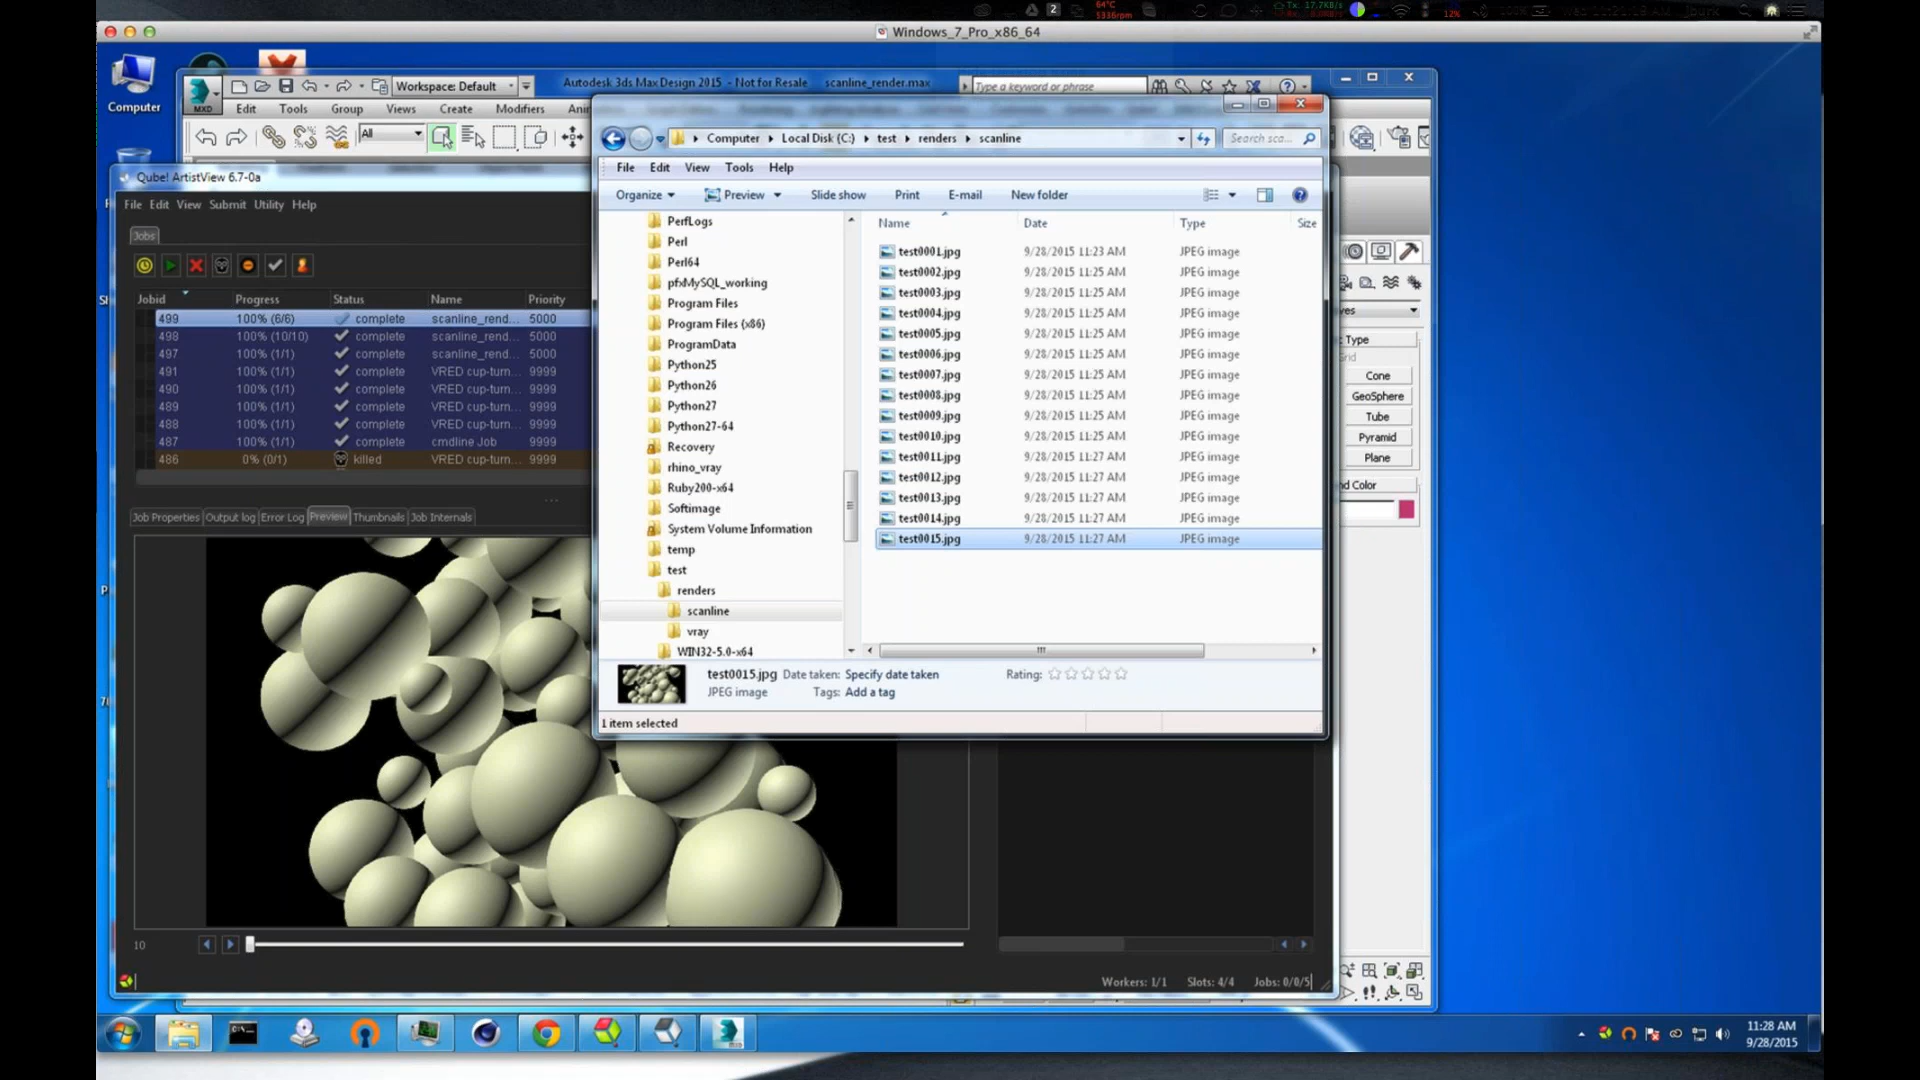 2
64°C
5336rpm
Tx: 17.7KB/s
12%
Windows_7_Pro_x86_64
Computer
Workspace: Default
Autodesk 3ds Max Design 2015 - Not for Resale scanline_render.max
Type a keyword or phrase
MXD
Edit Tools Group Views Create Modifiers
All
Computer Local Disk (C:) test renders scanline
Search sca...
File Edit View Tools Help
Organize Preview Slide show Print E-mail New folder
Name Date Type Size
PerfLogs
Perl
Perl64
pfxMySQL_working
Program Files
Program Files (x86)
ProgramData
Python25
Python26
Python27
Python27-64
Recovery
rhino_vray
Ruby200-x64
Softimage
System Volume Information
temp
test
renders
scanline
vray
WIN32-5.0-x64
test0001.jpg 9/28/2015 11:23 AM JPEG image
test0002.jpg 9/28/2015 11:25 AM JPEG image
test0003.jpg 9/28/2015 11:25 AM JPEG image
test0004.jpg 9/28/2015 11:25 AM JPEG image
test0005.jpg 9/28/2015 11:25 AM JPEG image
test0006.jpg 9/28/2015 11:25 AM JPEG image
test0007.jpg 9/28/2015 11:25 AM JPEG image
test0008.jpg 9/28/2015 11:25 AM JPEG image
test0009.jpg 9/28/2015 11:25 AM JPEG image
test0010.jpg 9/28/2015 11:25 AM JPEG image
test0011.jpg 9/28/2015 11:27 AM JPEG image
test0012.jpg 9/28/2015 11:27 AM JPEG image
test0013.jpg 9/28/2015 11:27 AM JPEG image
test0014.jpg 9/28/2015 11:27 AM JPEG image
test0015.jpg 9/28/2015 11:27 AM JPEG image
test0015.jpg Date taken: Specify date taken Rating:
JPEG image Tags: Add a tag
1 item selected
Qube! ArtistView 6.7-0a
File Edit View Submit Utility Help
Jobs
Jobid Progress Status Name Priority
499 100% (6/6) complete scanline_rend... 5000
498 100% (10/10) complete scanline_rend... 5000
497 100% (1/1) complete scanline_rend... 5000
491 100% (1/1) complete VRED cup-turn... 9999
490 100% (1/1) complete VRED cup-turn... 9999
489 100% (1/1) complete VRED cup-turn... 9999
488 100% (1/1) complete VRED cup-turn... 9999
487 100% (1/1) complete cmdline Job 9999
486 0% (0/1) killed VRED cup-turn... 9999
Job Properties Output log Error Log Preview Thumbnails Job Internals
10
Workers: 1/1 Slots: 4/4 Jobs: 0/0/5
Type
Cone
GeoSphere
Tube
Pyramid
Plane
Color
11:28 AM
9/28/2015